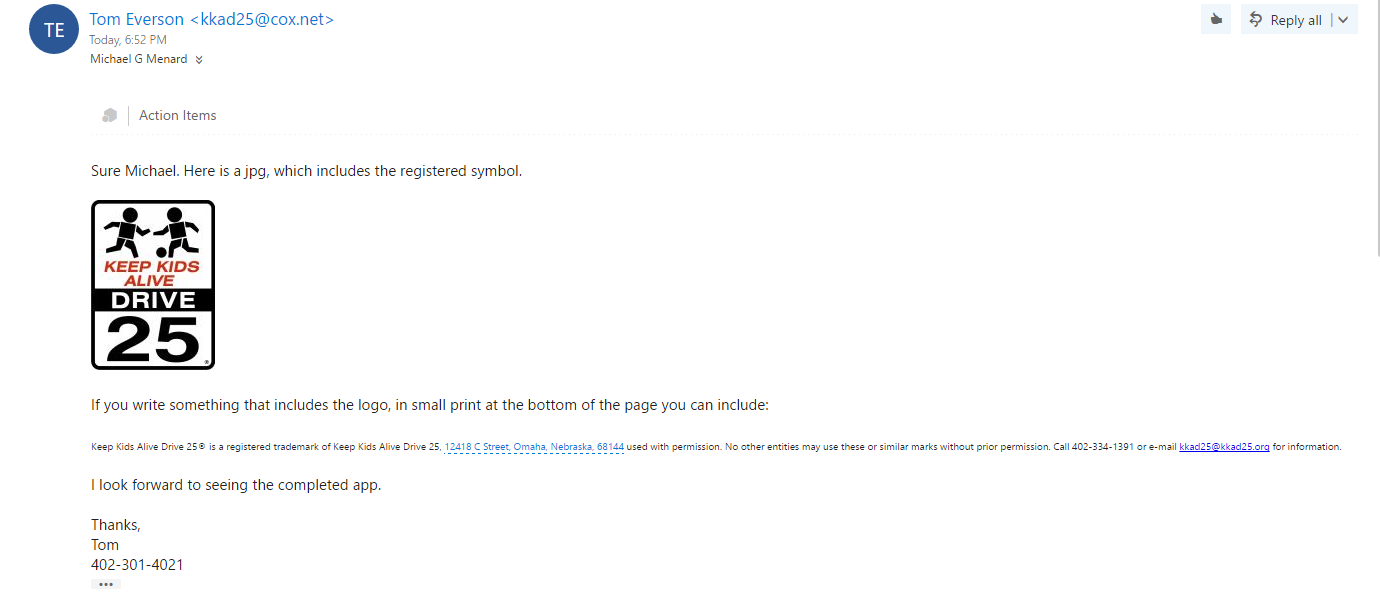 TE
Tom Everson <kkad25@cox.net>
Today, 6:52 PM
Michael G Menard
Reply all
Action Items
Sure Michael. Here is a jpg, which includes the registered symbol.
KEEP KIDS
ALIVE
DRIVE
25
®
If you write something that includes the logo, in small print at the bottom of the page you can include:
Keep Kids Alive Drive 25® is a registered trademark of Keep Kids Alive Drive 25, 12418 C Street, Omaha, Nebraska, 68144 used with permission. No other entities may use these or similar marks without prior permission. Call 402-334-1391 or e-mail kkad25@kkad25.org for information.
I look forward to seeing the completed app.
Thanks,
Tom
402-301-4021
•••